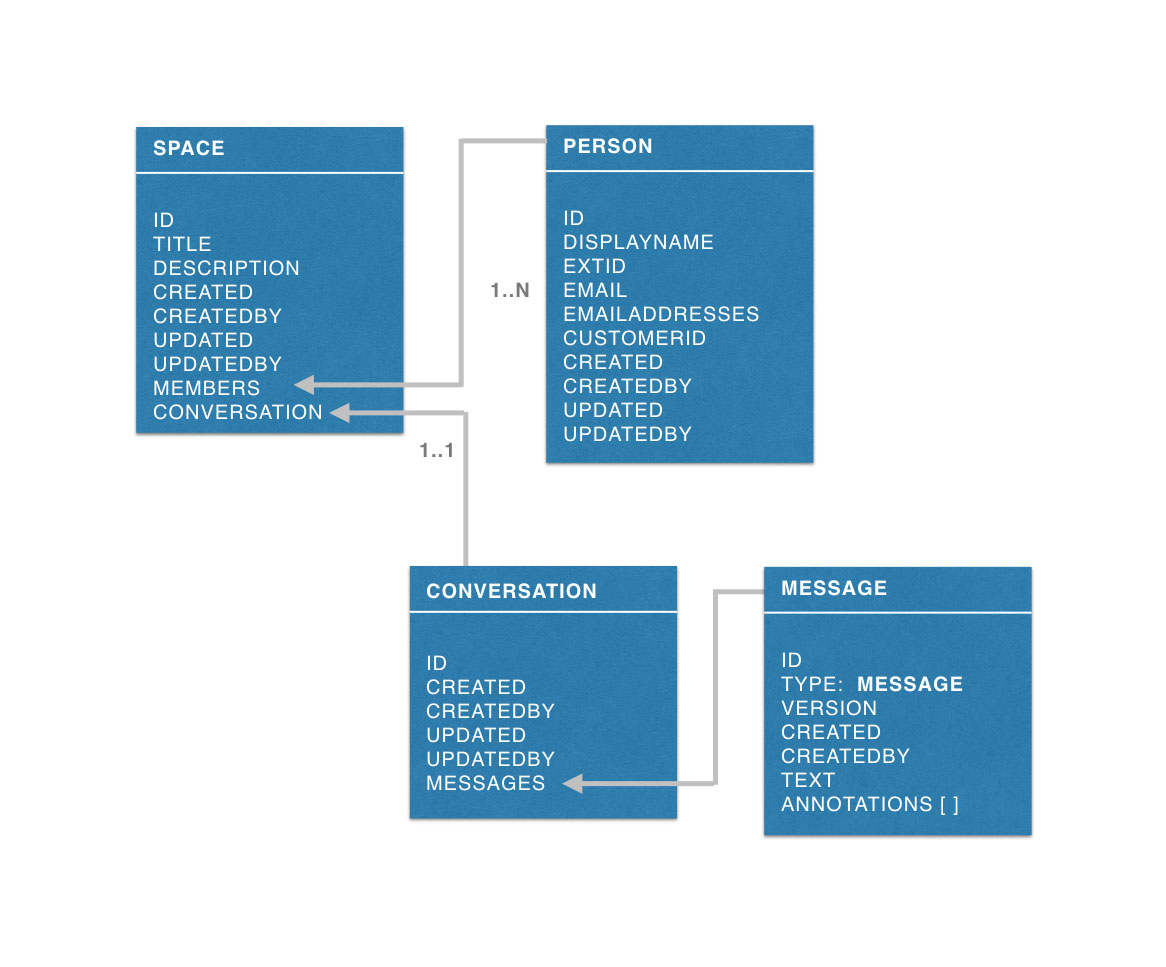 SPACE
ID
TITLE
DESCRIPTION
CREATED
CREATEDBY
UPDATED
UPDATEDBY
MEMBERS
CONVERSATION
1..N
1..1
PERSON
ID
DISPLAYNAME
EXTID
EMAIL
EMAILADDRESSES
CUSTOMERID
CREATED
CREATEDBY
UPDATED
UPDATEDBY
CONVERSATION
ID
CREATED
CREATEDBY
UPDATED
UPDATEDBY
MESSAGES
MESSAGE
ID
TYPE: MESSAGE
VERSION
CREATED
CREATEDBY
TEXT
ANNOTATIONS [ ]